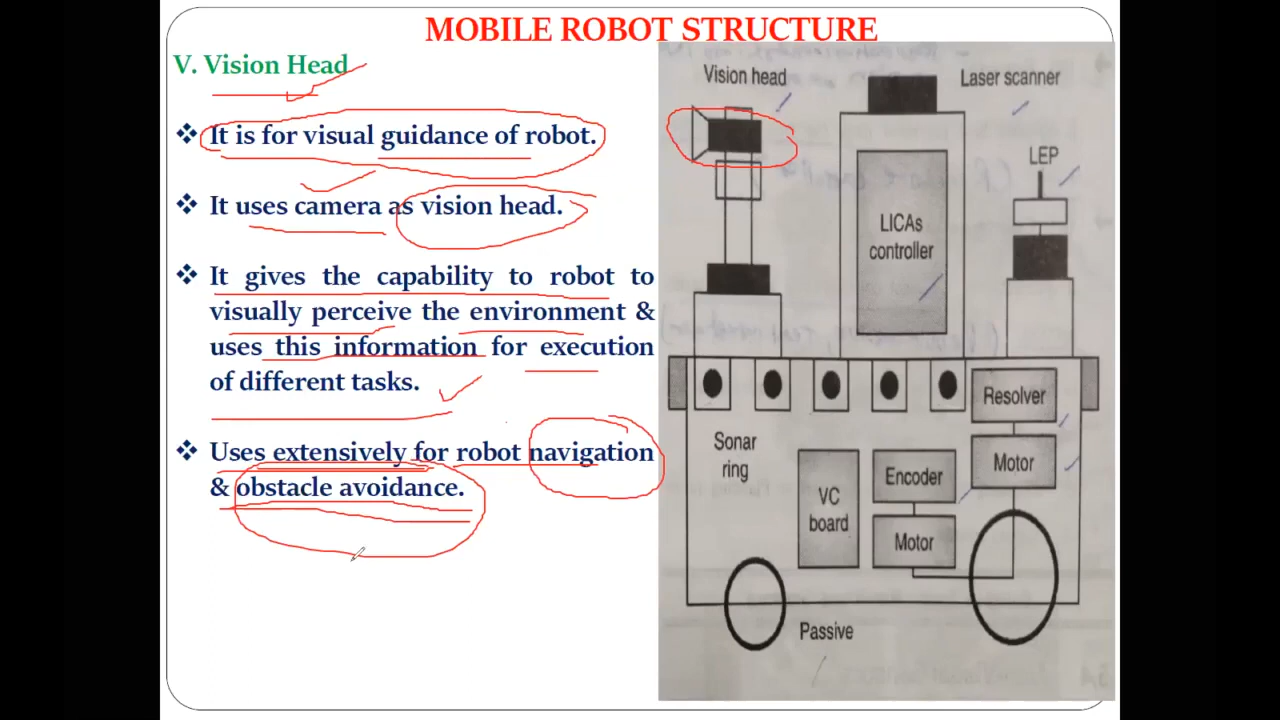 MOBILE ROBOT STRUCTURE
V. Vision Head
❖ It is for visual guidance of robot.
❖ It uses camera as vision head.
❖ It gives the capability to robot to
visually perceive the environment &
uses this information for execution
of different tasks.
❖ Uses extensively for robot navigation
& obstacle avoidance.
Vision head
Laser scanner
LEP
LICAs
controller
Resolver
Sonar
ring
Motor
Encoder
VC
board
Motor
Passive